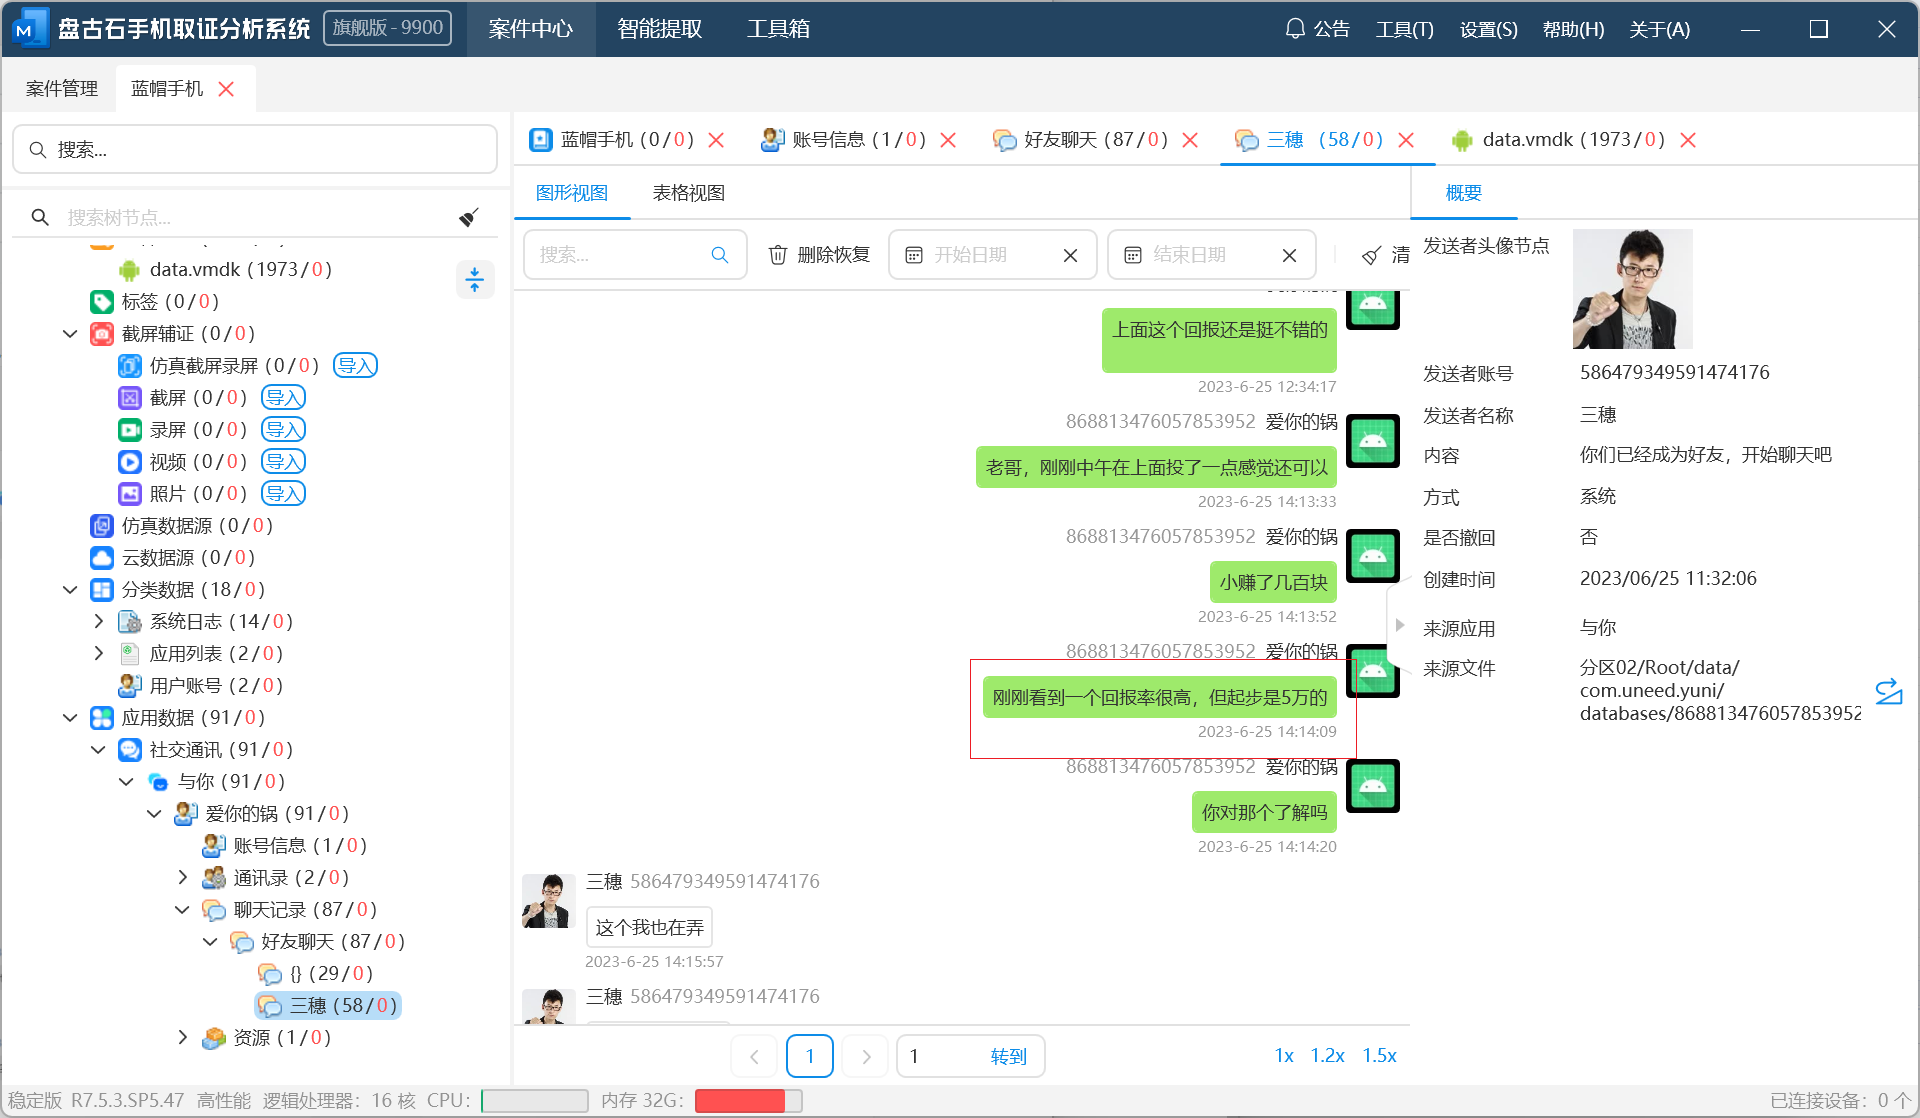 盘古石手机取证分析系统 旗舰版 - 9900 案件中心 智能提取 工具箱 公告 工具(T) 设置(S) 帮助(H) 关于(A)
案件管理 蓝帽手机
搜索...
搜索树节点...
data.vmdk (1973/0)
标签 (0/0)
截屏辅证 (0/0)
仿真截屏录屏 (0/0) 导入
截屏 (0/0) 导入
录屏 (0/0) 导入
视频 (0/0) 导入
照片 (0/0) 导入
仿真数据源 (0/0)
云数据源 (0/0)
分类数据 (18/0)
系统日志 (14/0)
应用列表 (2/0)
用户账号 (2/0)
应用数据 (91/0)
社交通讯 (91/0)
与你 (91/0)
爱你的锅 (91/0)
账号信息 (1/0)
通讯录 (2/0)
聊天记录 (87/0)
好友聊天 (87/0)
{} (29/0)
三穗 (58/0)
资源 (1/0)
蓝帽手机 (0/0) 账号信息 (1/0) 好友聊天 (87/0) 三穗 (58/0) data.vmdk (1973/0)
图形视图 表格视图
搜索... 删除恢复 开始日期 结束日期 清
上面这个回报还是挺不错的
2023-6-25 12:34:17
868813476057853952 爱你的锅
老哥，刚刚中午在上面投了一点感觉还可以
2023-6-25 14:13:33
868813476057853952 爱你的锅
小赚了几百块
2023-6-25 14:13:52
868813476057853952 爱你的锅
刚刚看到一个回报率很高，但起步是5万的
2023-6-25 14:14:09
868813476057853952 爱你的锅
你对那个了解吗
2023-6-25 14:14:20
三穗 586479349591474176
这个我也在弄
2023-6-25 14:15:57
三穗 586479349591474176
1 1 转到 1x 1.2x 1.5x
概要
发送者头像节点
发送者账号 586479349591474176
发送者名称 三穗
内容 你们已经成为好友，开始聊天吧
方式 系统
是否撤回 否
创建时间 2023/06/25 11:32:06
来源应用 与你
来源文件 分区02/Root/data/
com.uneed.yuni/
databases/868813476057853952
稳定版 R7.5.3.SP5.47 高性能 逻辑处理器：16 核 CPU: 内存 32G: 已连接设备：0 个